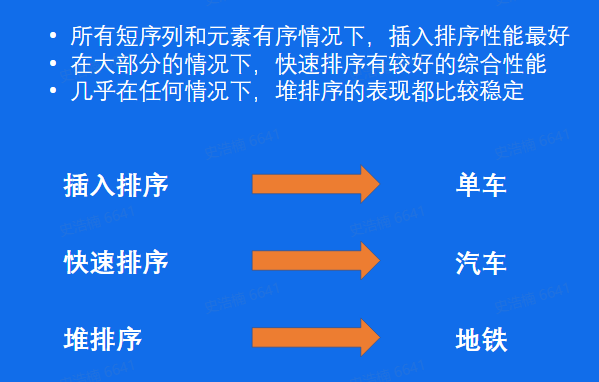 • 所有短序列和元素有序情况下，插入排序性能最好
• 在大部分的情况下，快速排序有较好的综合性能
• 几乎在任何情况下，堆排序的表现都比较稳定
插入排序 单车
快速排序 汽车
堆排序 地铁